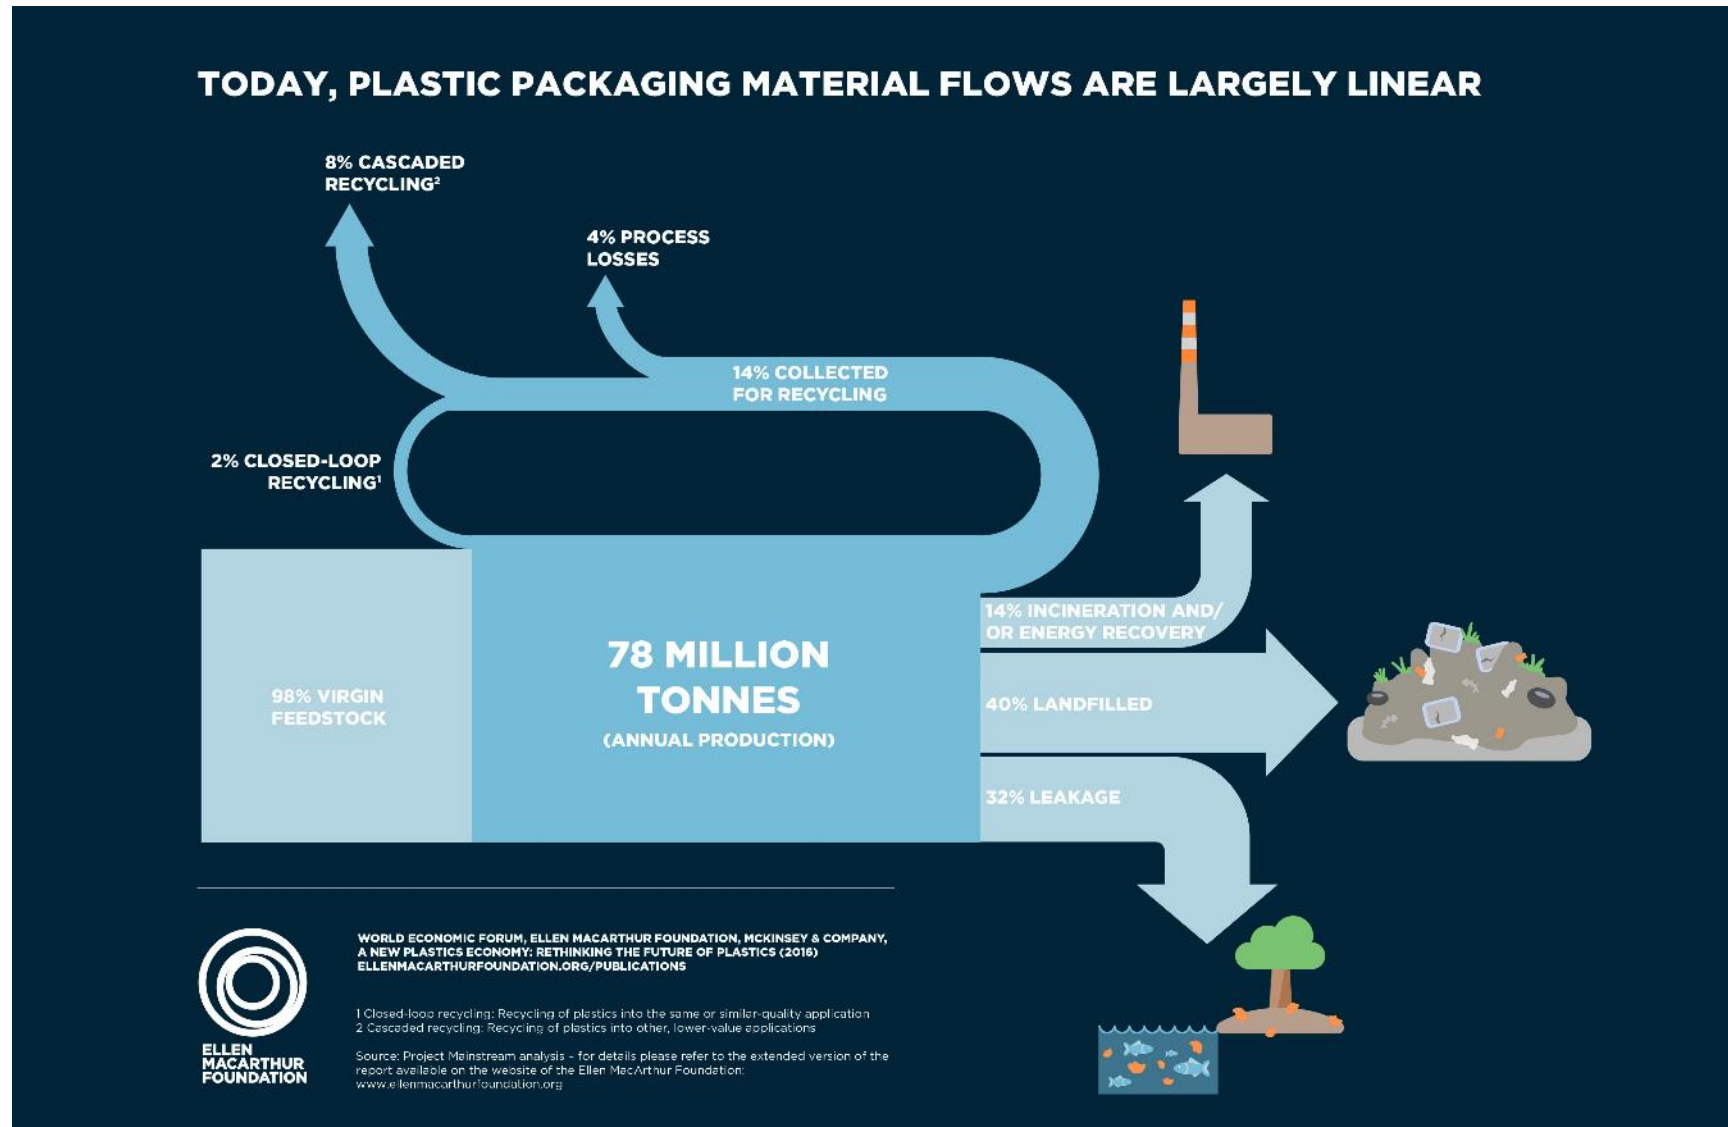 TODAY, PLASTIC PACKAGING MATERIAL FLOWS ARE LARGELY LINEAR
8% CASCADED
RECYCLING²
4% PROCESS
LOSSES
14% COLLECTED
FOR RECYCLING
2% CLOSED-LOOP
RECYCLING¹
98% VIRGIN
FEEDSTOCK
78 MILLION
TONNES
(ANNUAL PRODUCTION)
14% INCINERATION AND/
OR ENERGY RECOVERY
40% LANDFILLED
32% LEAKAGE
ELLEN
MACARTHUR
FOUNDATION
WORLD ECONOMIC FORUM, ELLEN MACARTHUR FOUNDATION, MCKINSEY & COMPANY,
A NEW PLASTICS ECONOMY: RETHINKING THE FUTURE OF PLASTICS (2016)
ELLENMACARTHURFOUNDATION.ORG/PUBLICATIONS
1 Closed-loop recycling: Recycling of plastics into the same or similar-quality application
2 Cascaded recycling: Recycling of plastics into other, lower-value applications
Source: Project Mainstream analysis – for details please refer to the extended version of the
report available on the website of the Ellen MacArthur Foundation:
www.ellenmacarthurfoundation.org